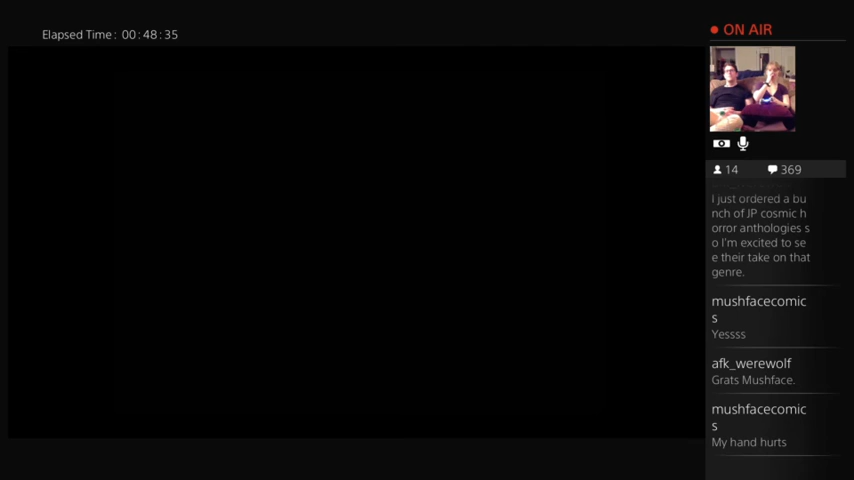 Elapsed Time: 00:48:35
ON AIR
14 369
I just ordered a bu
nch of JP cosmic h
orror anthologies s
o I'm excited to se
e their take on that
genre.
mushfacecomic
s
Yessss
afk_werewolf
Grats Mushface.
mushfacecomic
s
My hand hurts